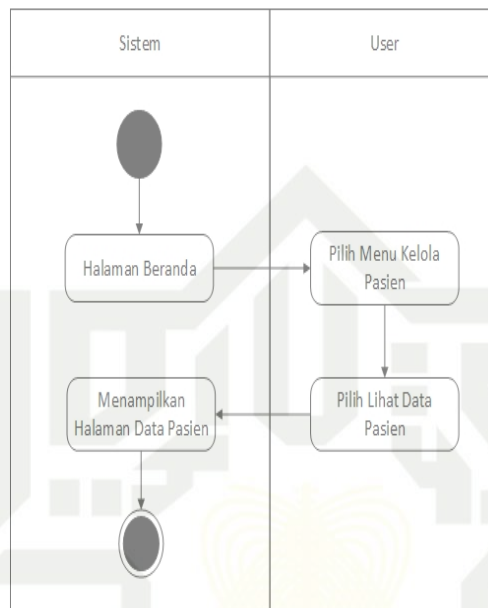 Sistem
User
Halaman Beranda
Pilih Menu Kelola
Pasien
Pilih Lihat Data
Pasien
Menampilkan
Halaman Data Pasien